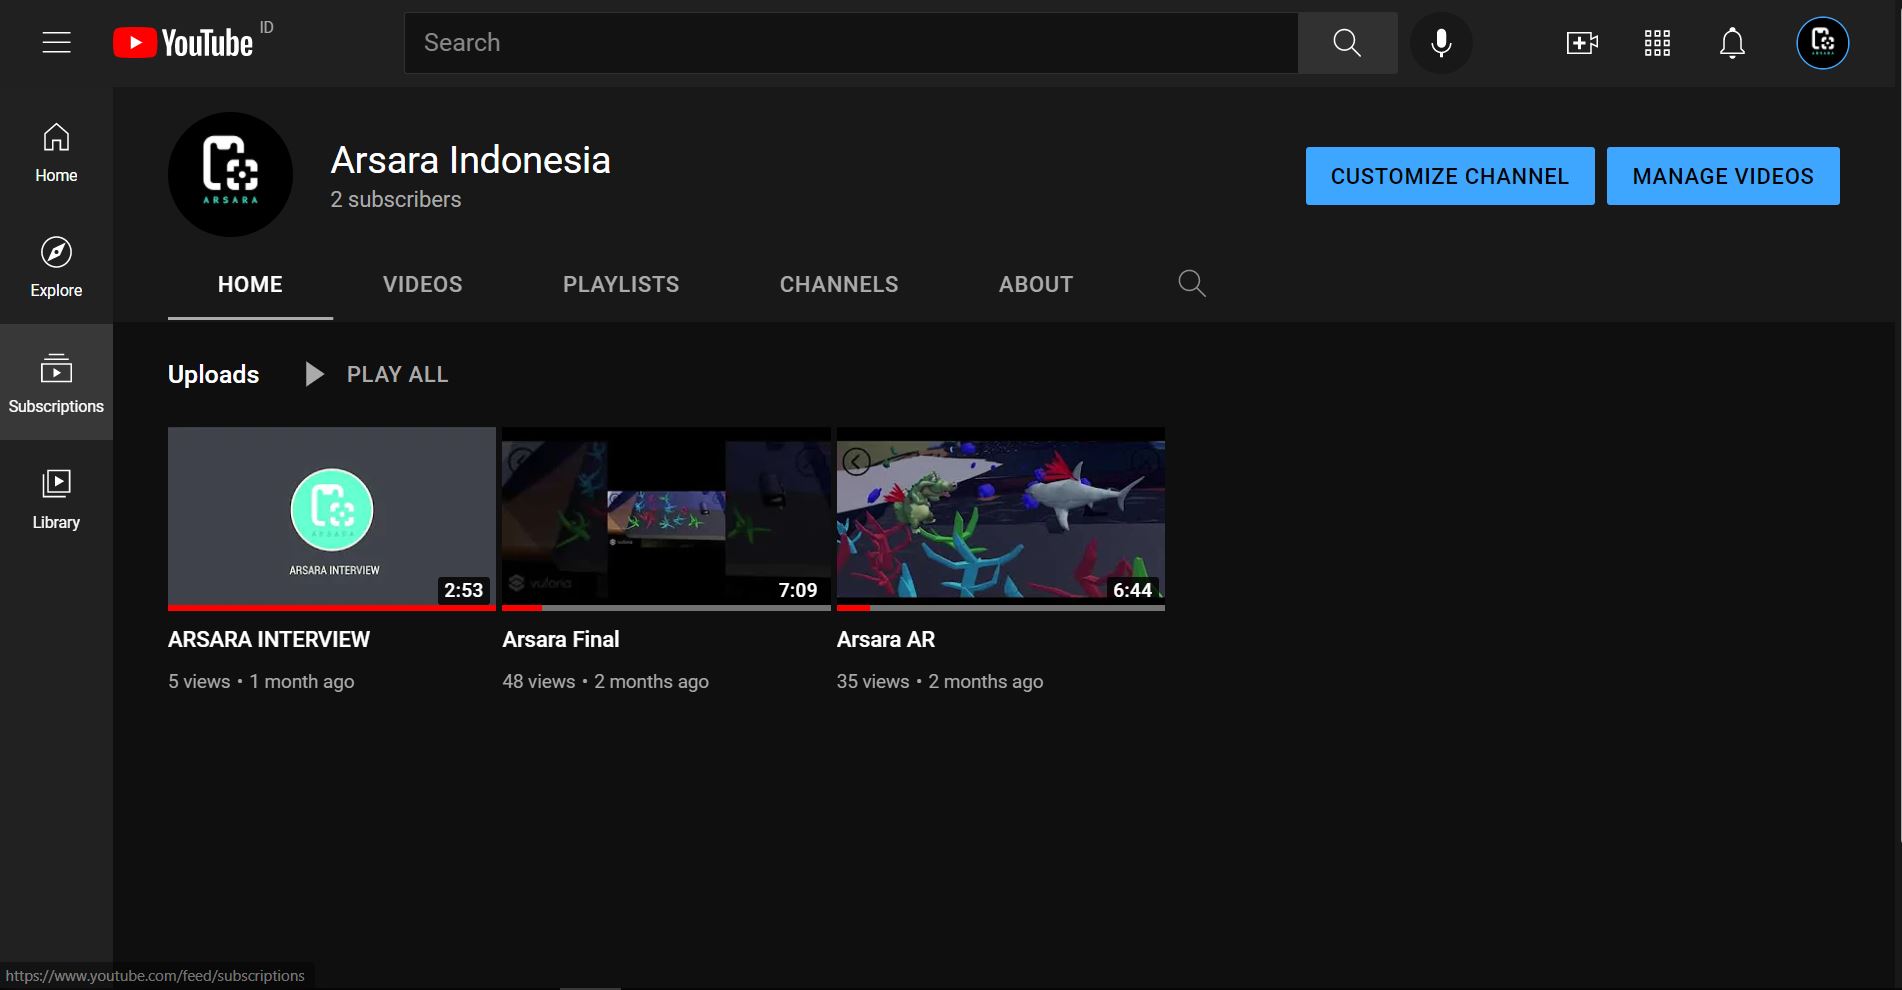 YouTube ID
Search
Home
Explore
Subscriptions
Library
ARSARA
Arsara Indonesia
2 subscribers
CUSTOMIZE CHANNEL
MANAGE VIDEOS
HOME
VIDEOS
PLAYLISTS
CHANNELS
ABOUT
Uploads
PLAY ALL
ARSARA
ARSARA INTERVIEW
2:53
vuforia
7:09
6:44
ARSARA INTERVIEW
5 views • 1 month ago
Arsara Final
48 views • 2 months ago
Arsara AR
35 views • 2 months ago
https://www.youtube.com/feed/subscriptions